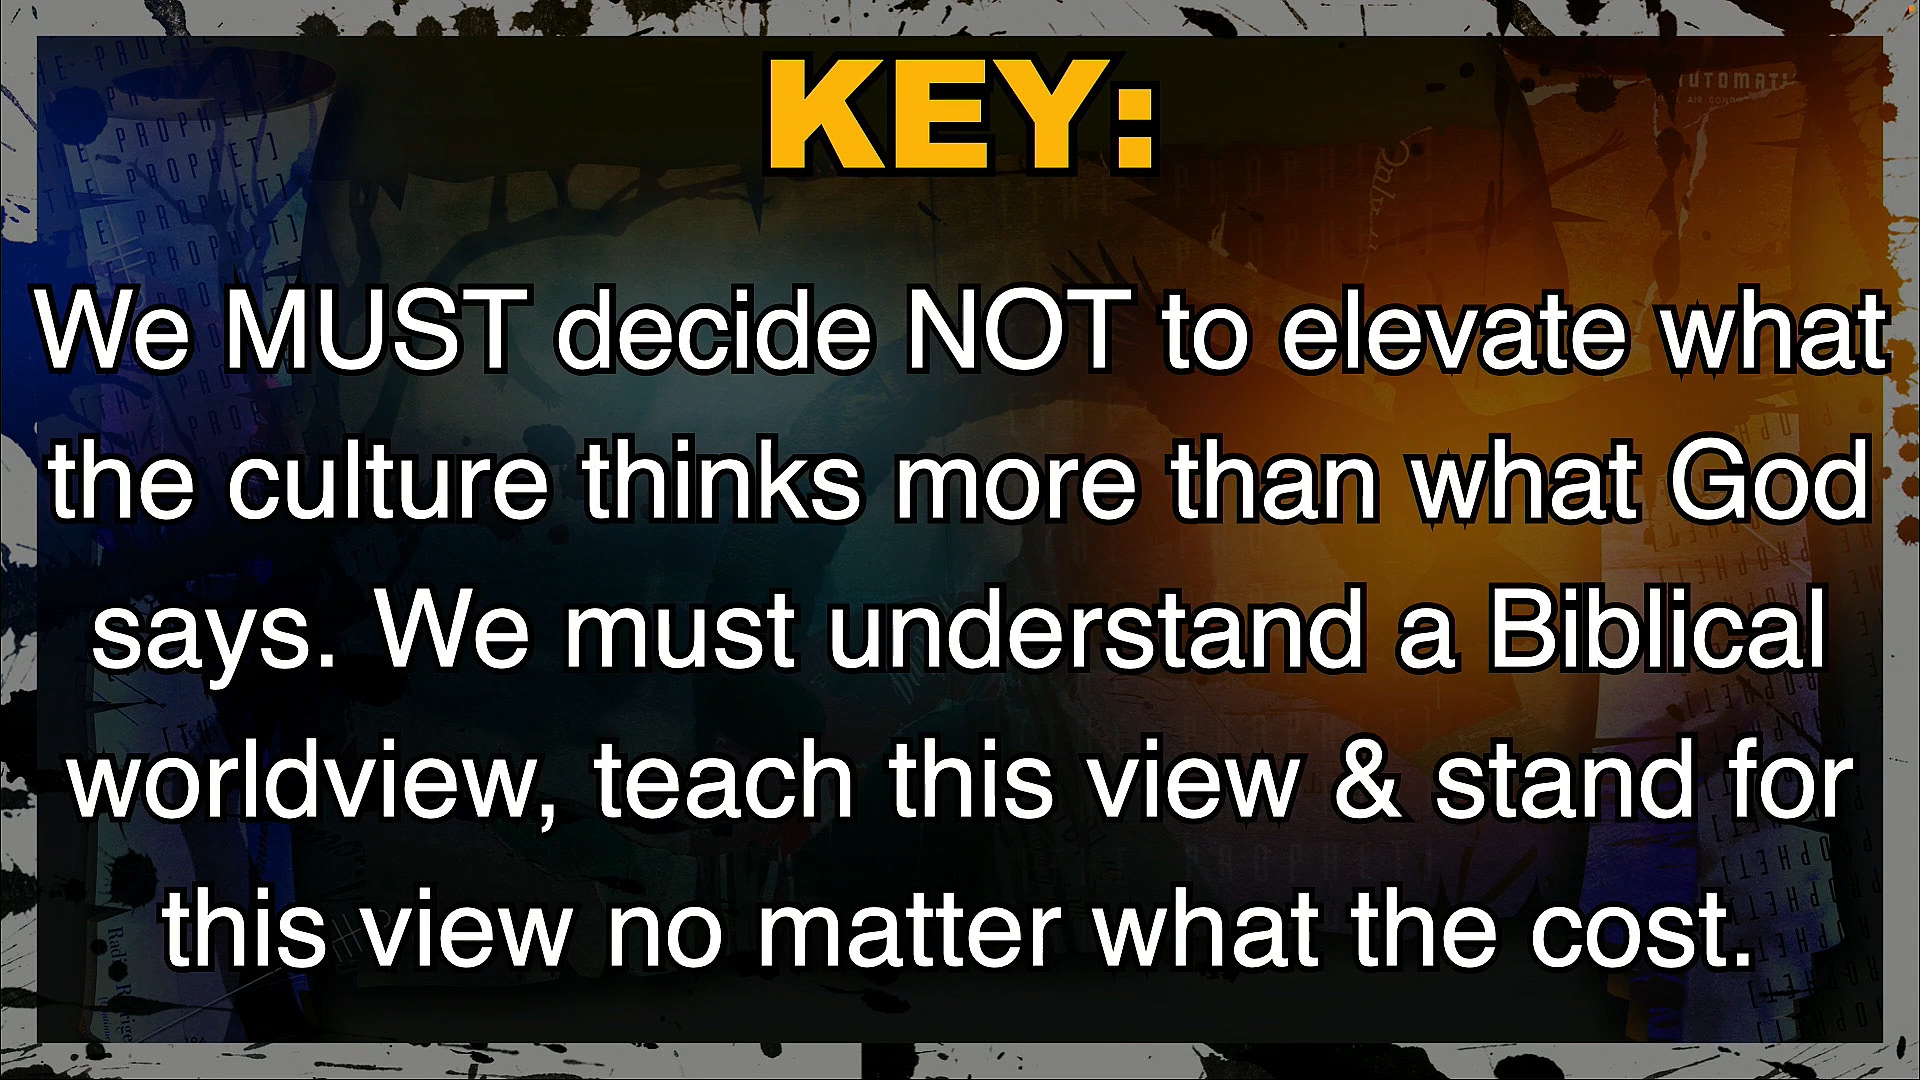 KEY:
We MUST decide NOT to elevate what
the culture thinks more than what God
says. We must understand a Biblical
worldview, teach this view & stand for
this view no matter what the cost.